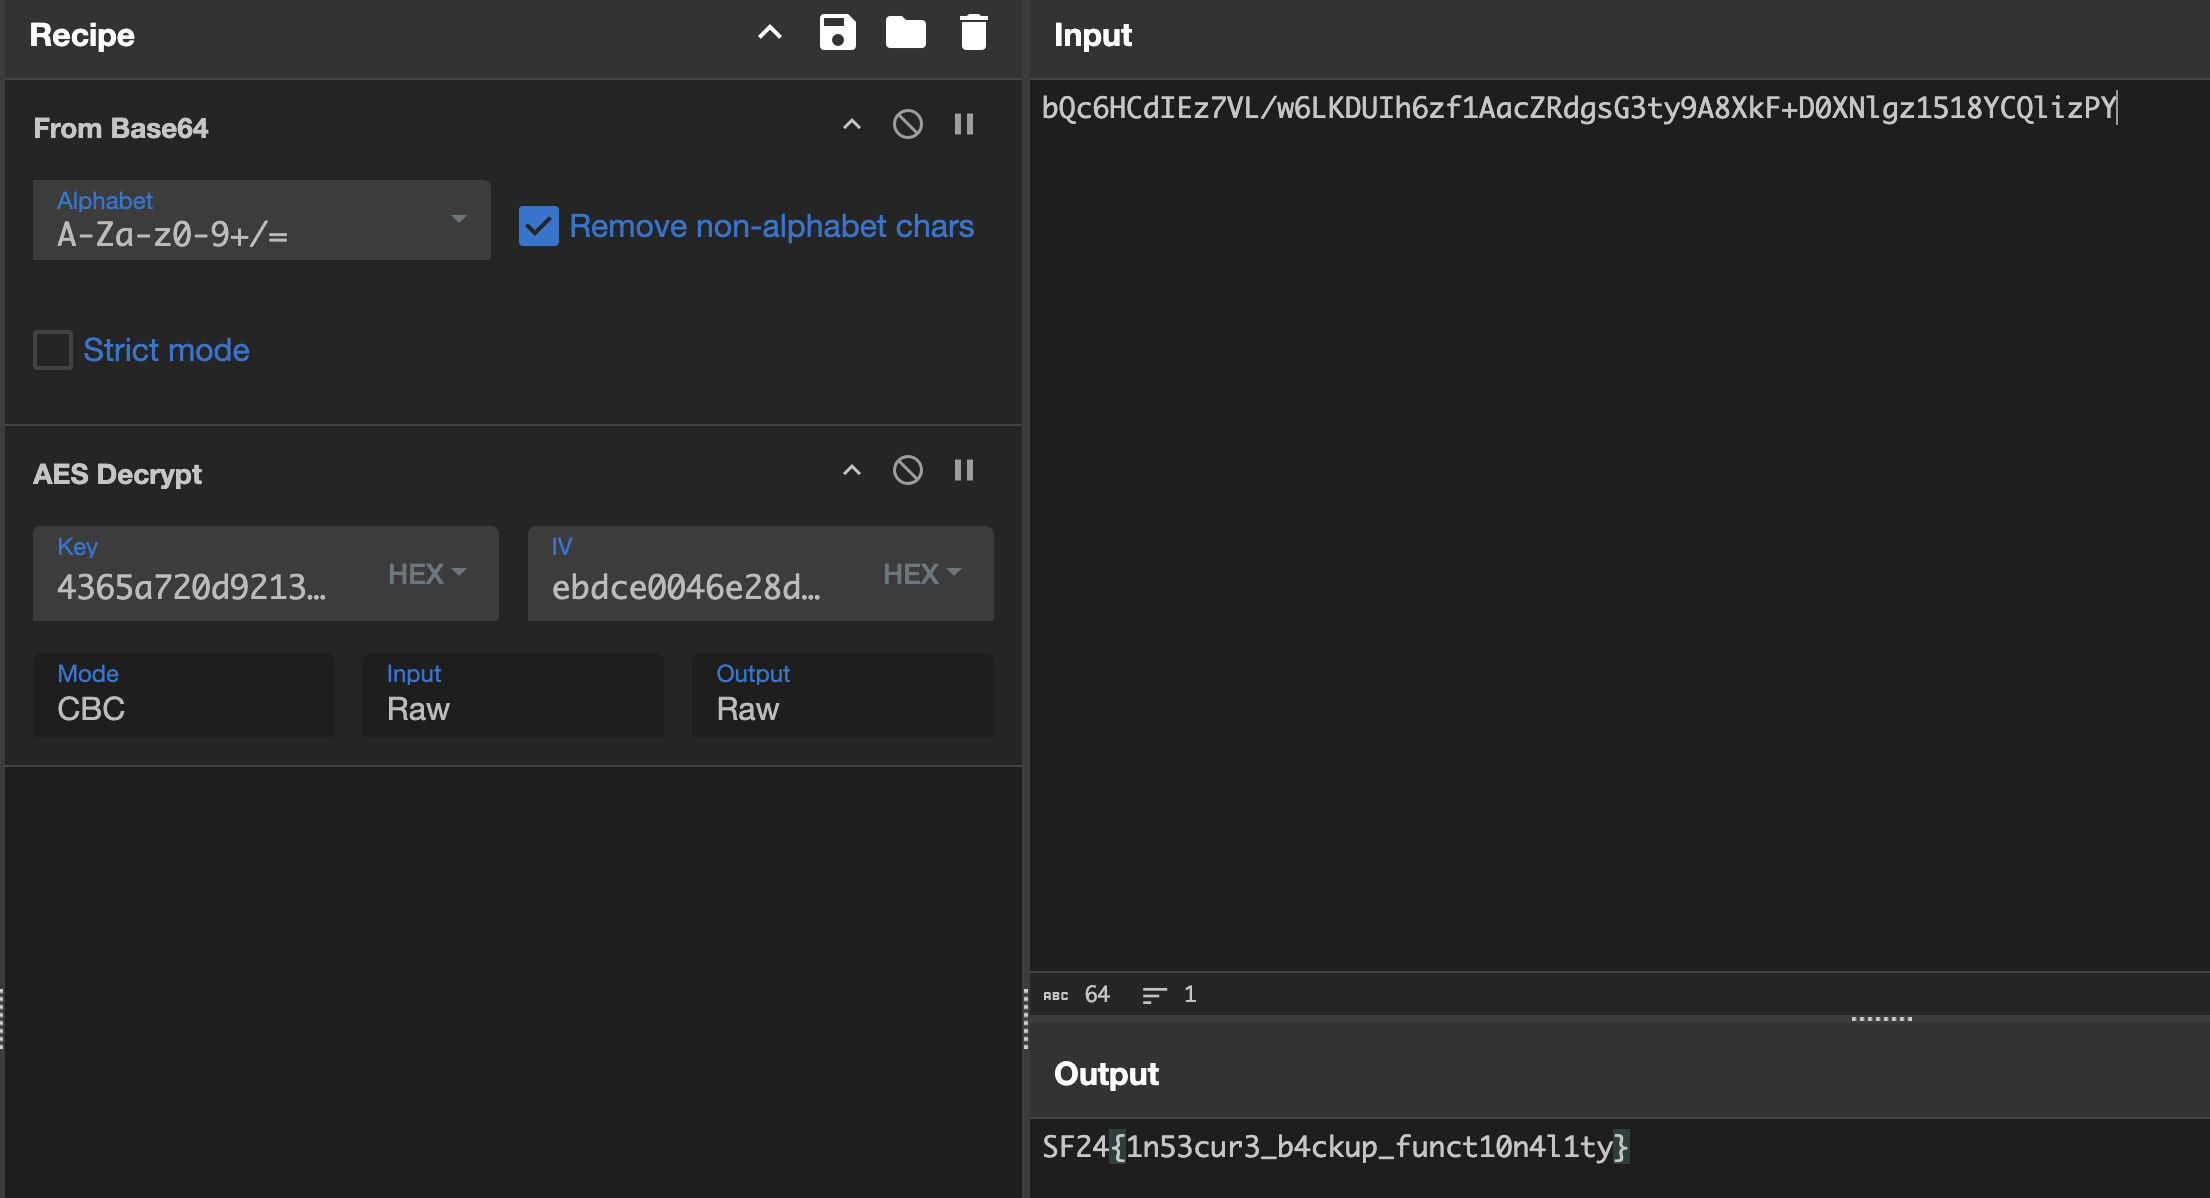 Recipe
From Base64
Alphabet
A-Za-z0-9+/=
Remove non-alphabet chars
Strict mode
AES Decrypt
Key
4365a720d9213…
HEX
IV
ebdce0046e28d…
HEX
Mode
CBC
Input
Raw
Output
Raw
Input
bQc6HCdIEz7VL/w6LKDUIh6zf1AacZRdgsG3ty9A8XkF+D0XNlgz1518YCQlizPY
ABC 64 1
Output
SF24{1n53cur3_b4ckup_funct10n4l1ty}